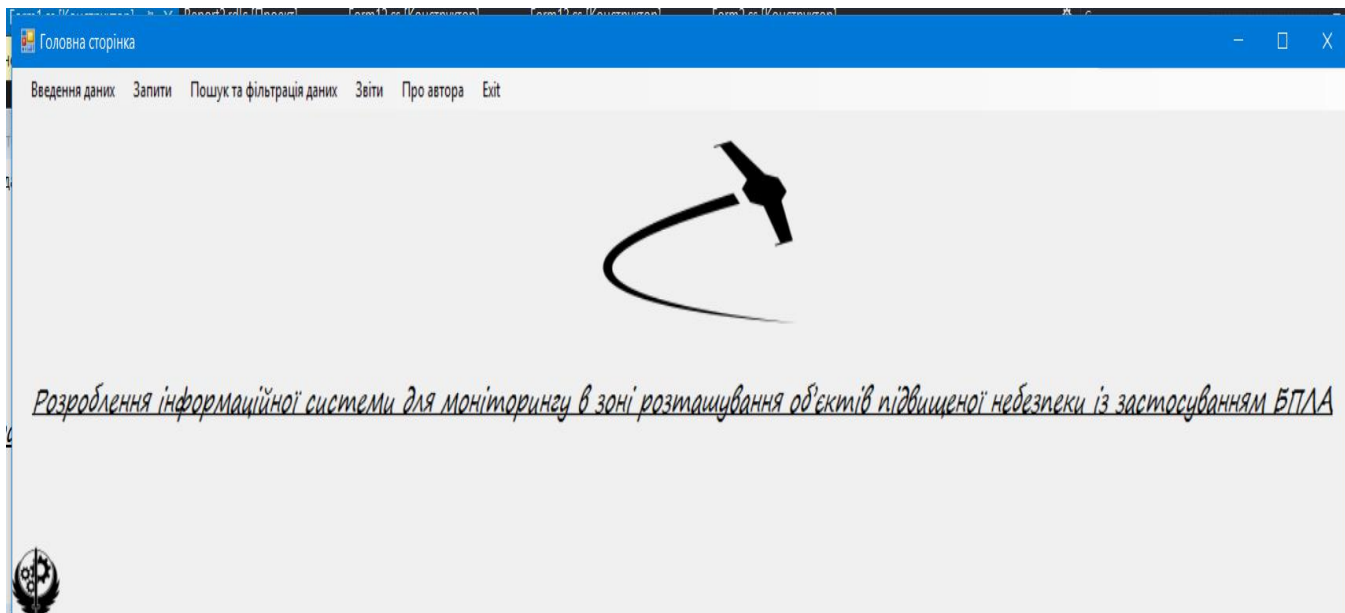 Головна сторінка
Введення даних Запити Пошук та фільтрація даних Звіти Про автора Exit
Розроблення інформаційної системи для моніторингу в зоні розташування об'єктів підвищеної небезпеки із застосуванням БПЛА